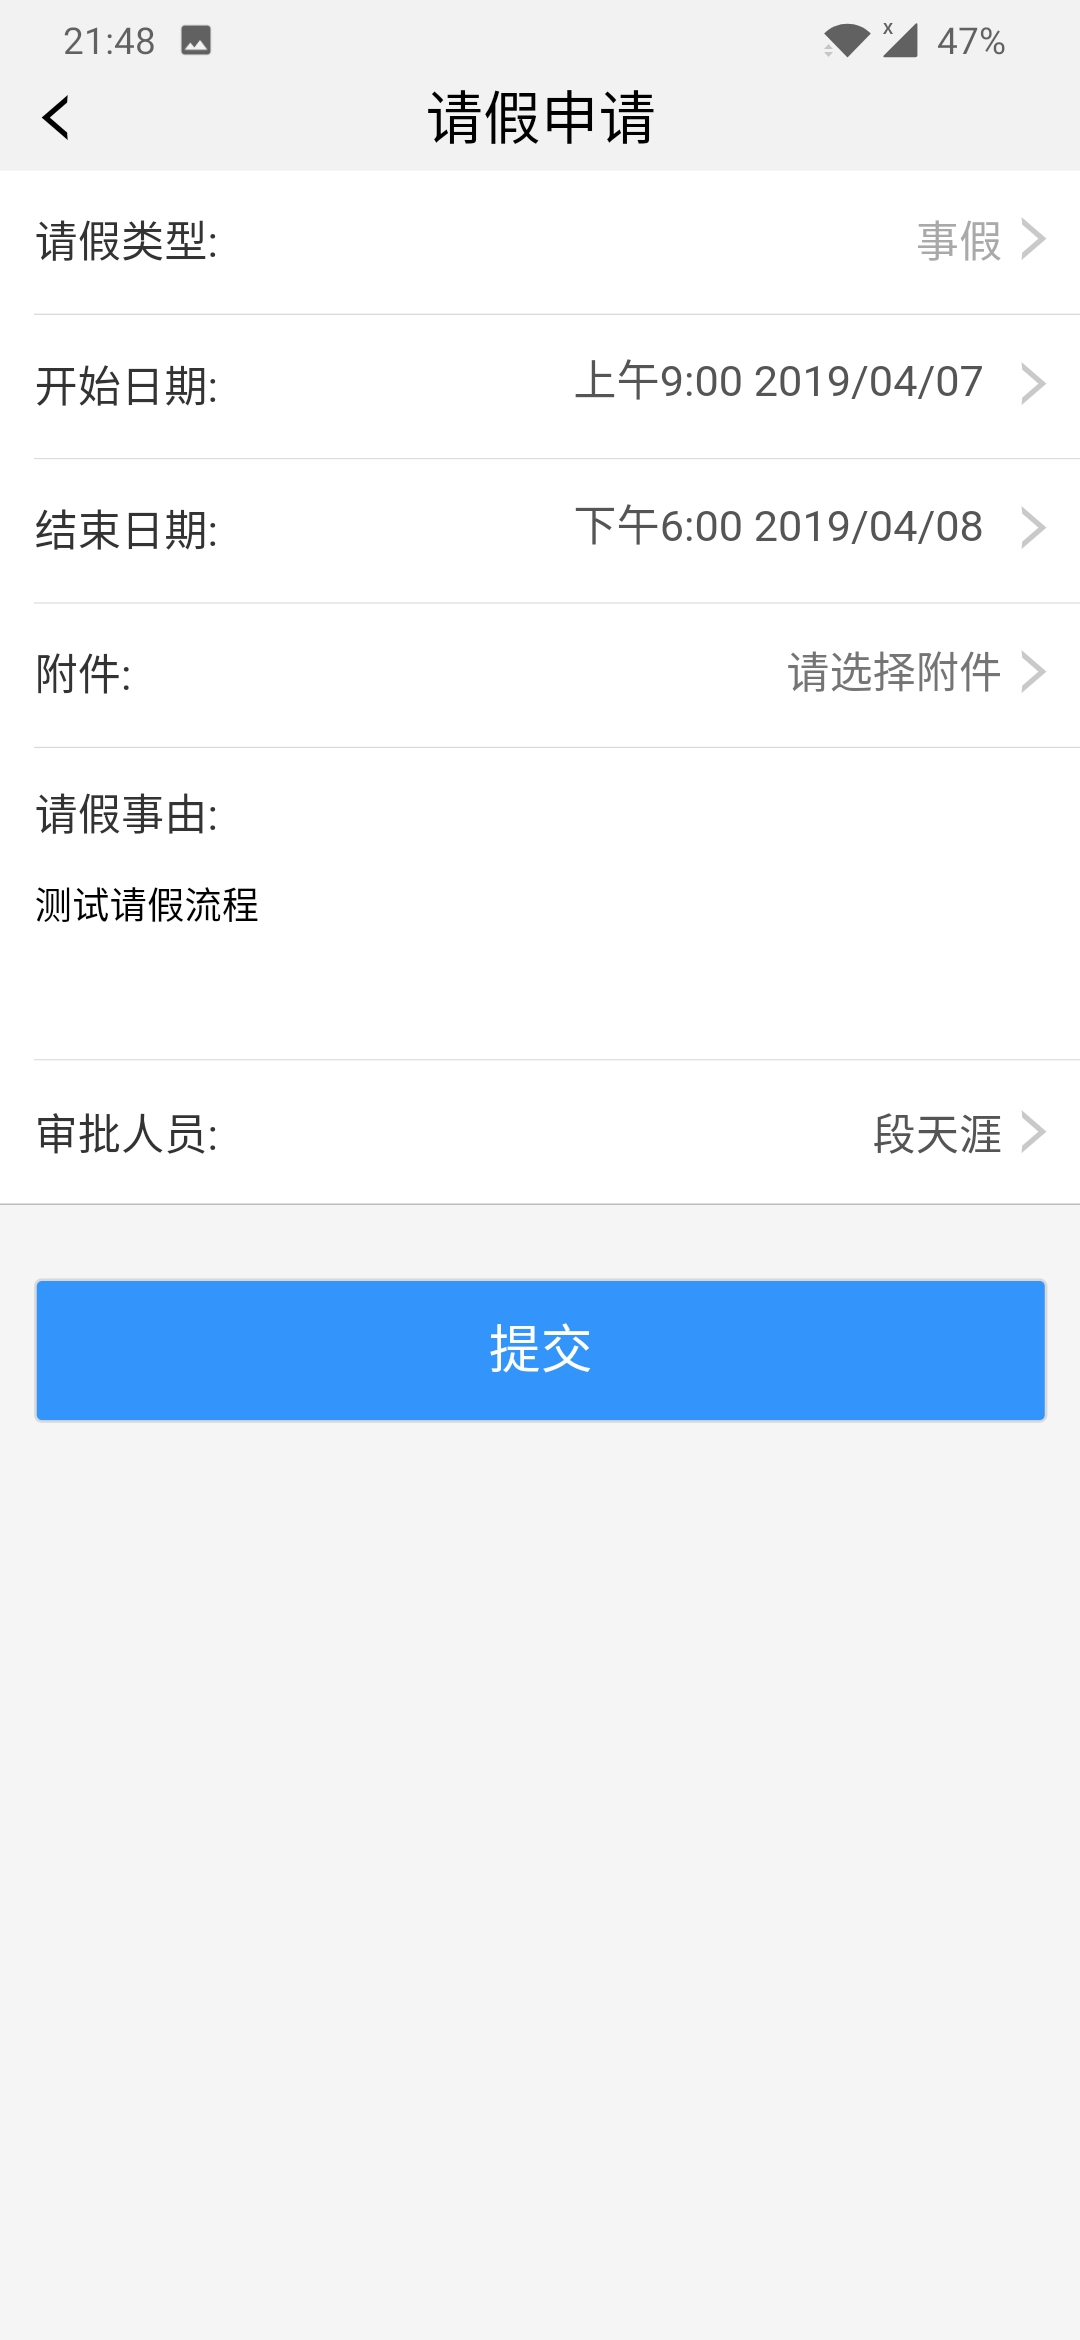 21:48 47%
请假申请
请假类型: 事假
开始日期: 上午9:00 2019/04/07
结束日期: 下午6:00 2019/04/08
附件: 请选择附件
请假事由:
测试请假流程
审批人员: 段天涯
提交